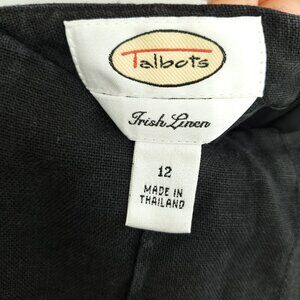 Talbots
Irish Linen
12
MADE IN
THAILAND